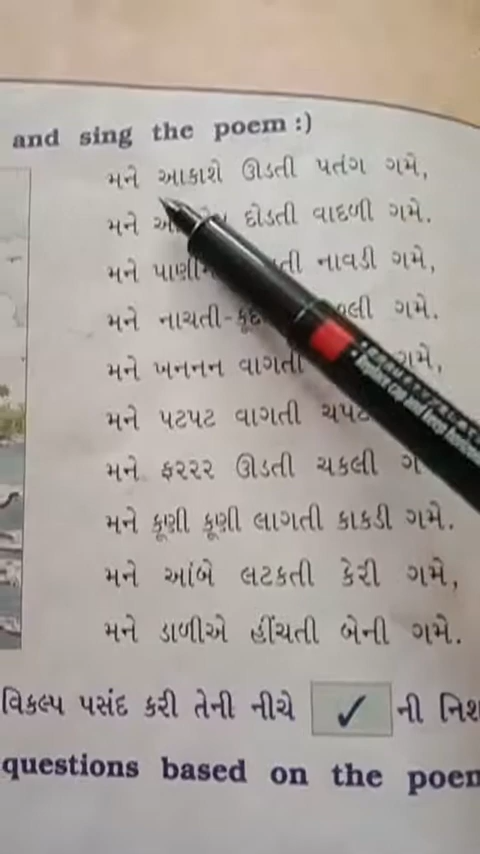 and sing the poem :)
મને આકાશે ઊડતી પતંગ ગમે,
મને દોડતી વાદળી ગમે.
મને નાવડી ગમે,
મને નાચતી-કૂદ ગમે.
મને ખનનન વાગતી ગમે,
મને પટપટ વાગતી
મને ફરરર ઊડતી ચકલી
મને કૂણી કૂણી લાગતી કાકડી ગમે.
મને આંબે લટકતી કેરી ગમે,
મને ડાળીએ હીંચતી બેની ગમે.
વિકલ્પ પસંદ કરી તેની નીચે ✓ ની
questions based on the poem